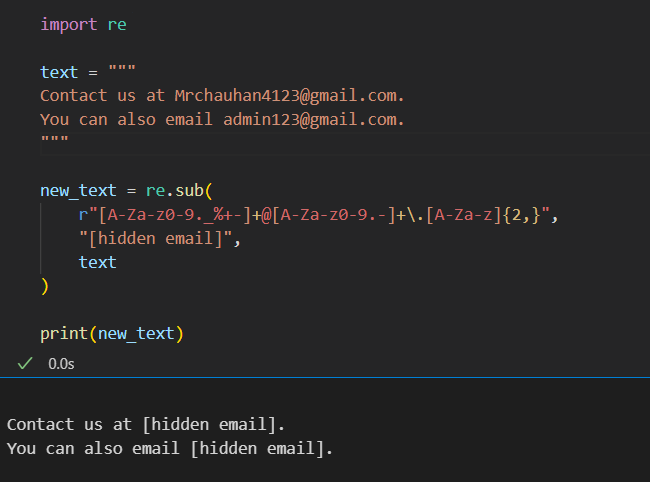 import re
text = """
Contact us at Mrchauhan4123@gmail.com.
You can also email admin123@gmail.com.
"""
new_text = re.sub(
    r"[A-Za-z0-9._%+-]+@[A-Za-z0-9.-]+\.[A-Za-z]{2,}",
    "[hidden email]",
    text
)
print(new_text)
0.0s
Contact us at [hidden email].
You can also email [hidden email].